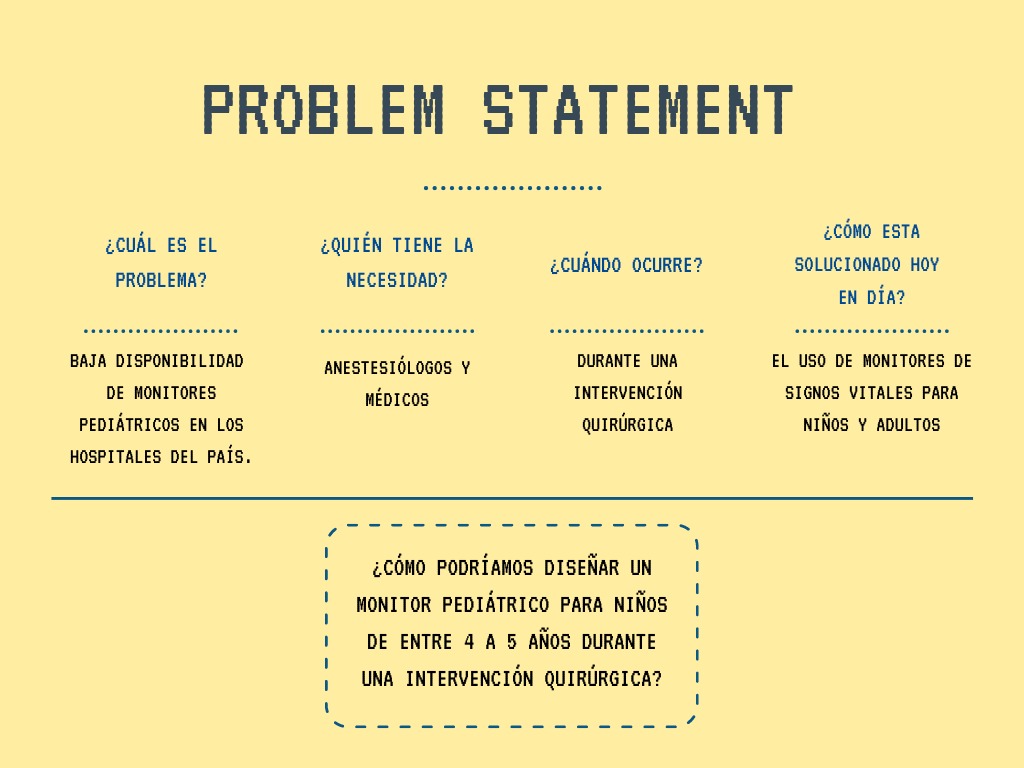 PROBLEM STATEMENT
¿CUÁL ES EL
PROBLEMA?
BAJA DISPONIBILIDAD
DE MONITORES
PEDIÁTRICOS EN LOS
HOSPITALES DEL PAÍS.
¿QUIÉN TIENE LA
NECESIDAD?
ANESTESIÓLOGOS Y
MÉDICOS
¿CUÁNDO OCURRE?
DURANTE UNA
INTERVENCIÓN
QUIRÚRGICA
¿CÓMO ESTA
SOLUCIONADO HOY
EN DÍA?
EL USO DE MONITORES DE
SIGNOS VITALES PARA
NIÑOS Y ADULTOS
¿CÓMO PODRÍAMOS DISEÑAR UN
MONITOR PEDIÁTRICO PARA NIÑOS
DE ENTRE 4 A 5 AÑOS DURANTE
UNA INTERVENCIÓN QUIRÚRGICA?